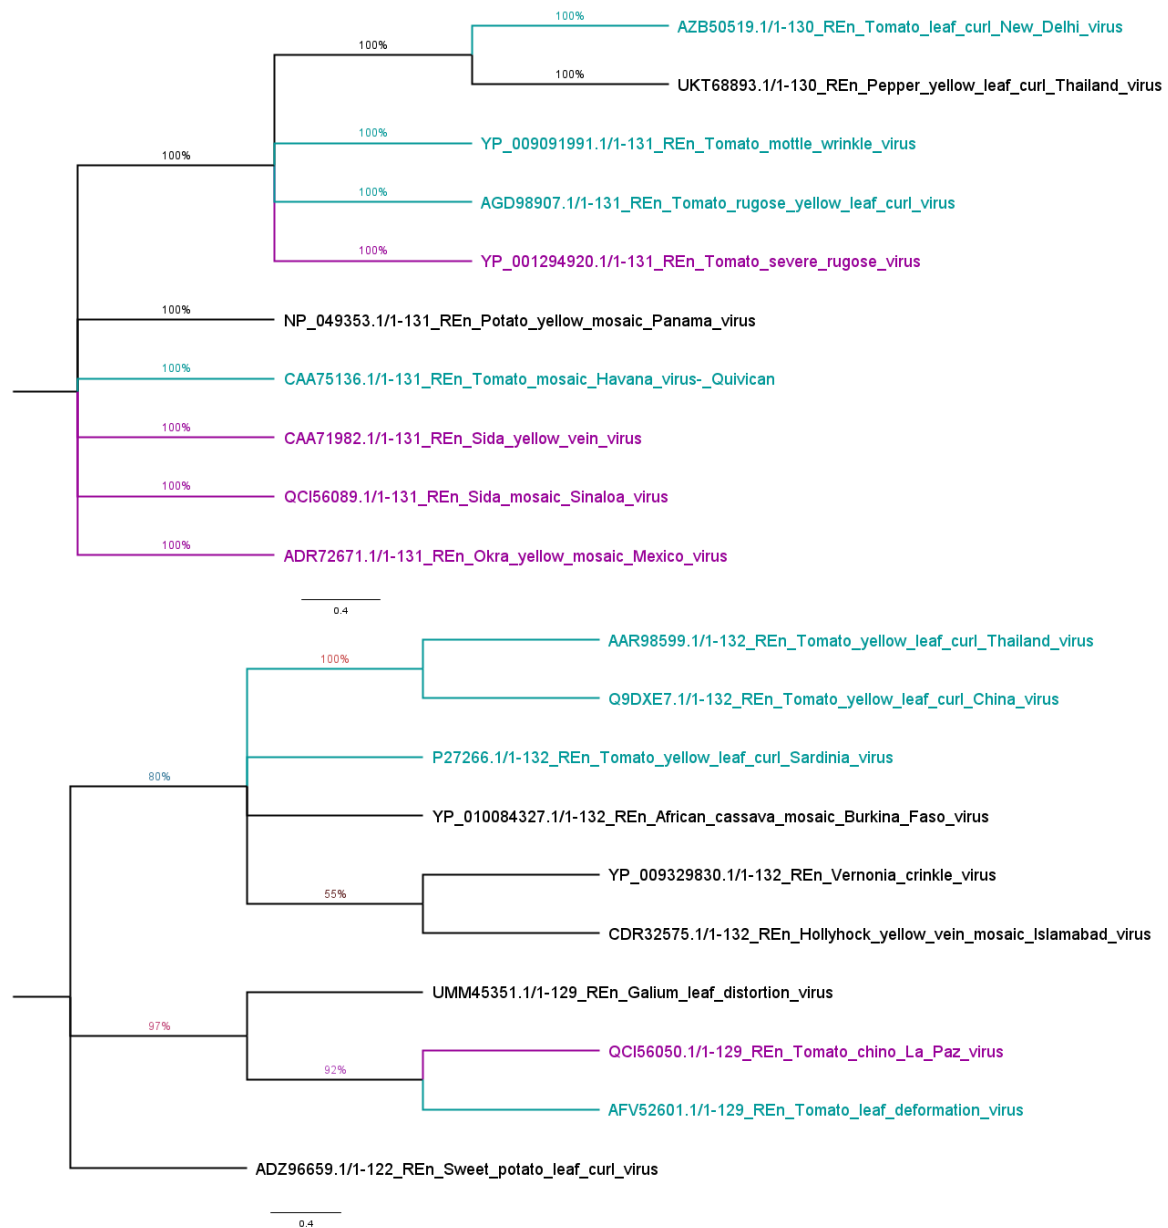 100%
AZB50519.1/1-130_REn_Tomato_leaf_curl_New_Delhi_virus
100%
100%
UKT68893.1/1-130_REn_Pepper_yellow_leaf_curl_Thailand_virus
100%
YP_009091991.1/1-131_REn_Tomato_mottle_wrinkle_virus
100%
100%
AGD98907.1/1-131_REn_Tomato_rugose_yellow_leaf_curl_virus
100%
YP_001294920.1/1-131_REn_Tomato_severe_rugose_virus
100%
NP_049353.1/1-131_REn_Potato_yellow_mosaic_Panama_virus
100%
CAA75136.1/1-131_REn_Tomato_mosaic_Havana_virus-_Quivican
100%
CAA71982.1/1-131_REn_Sida_yellow_vein_virus
100%
QCI56089.1/1-131_REn_Sida_mosaic_Sinaloa_virus
100%
ADR72671.1/1-131_REn_Okra_yellow_mosaic_Mexico_virus
0.4
AAR98599.1/1-132_REn_Tomato_yellow_leaf_curl_Thailand_virus
100%
Q9DXE7.1/1-132_REn_Tomato_yellow_leaf_curl_China_virus
P27266.1/1-132_REn_Tomato_yellow_leaf_curl_Sardinia_virus
80%
YP_010084327.1/1-132_REn_African_cassava_mosaic_Burkina_Faso_virus
YP_009329830.1/1-132_REn_Vernonia_crinkle_virus
55%
CDR32575.1/1-132_REn_Hollyhock_yellow_vein_mosaic_Islamabad_virus
UMM45351.1/1-129_REn_Galium_leaf_distortion_virus
97%
QCI56050.1/1-129_REn_Tomato_chino_La_Paz_virus
92%
AFV52601.1/1-129_REn_Tomato_leaf_deformation_virus
ADZ96659.1/1-122_REn_Sweet_potato_leaf_curl_virus
0.4